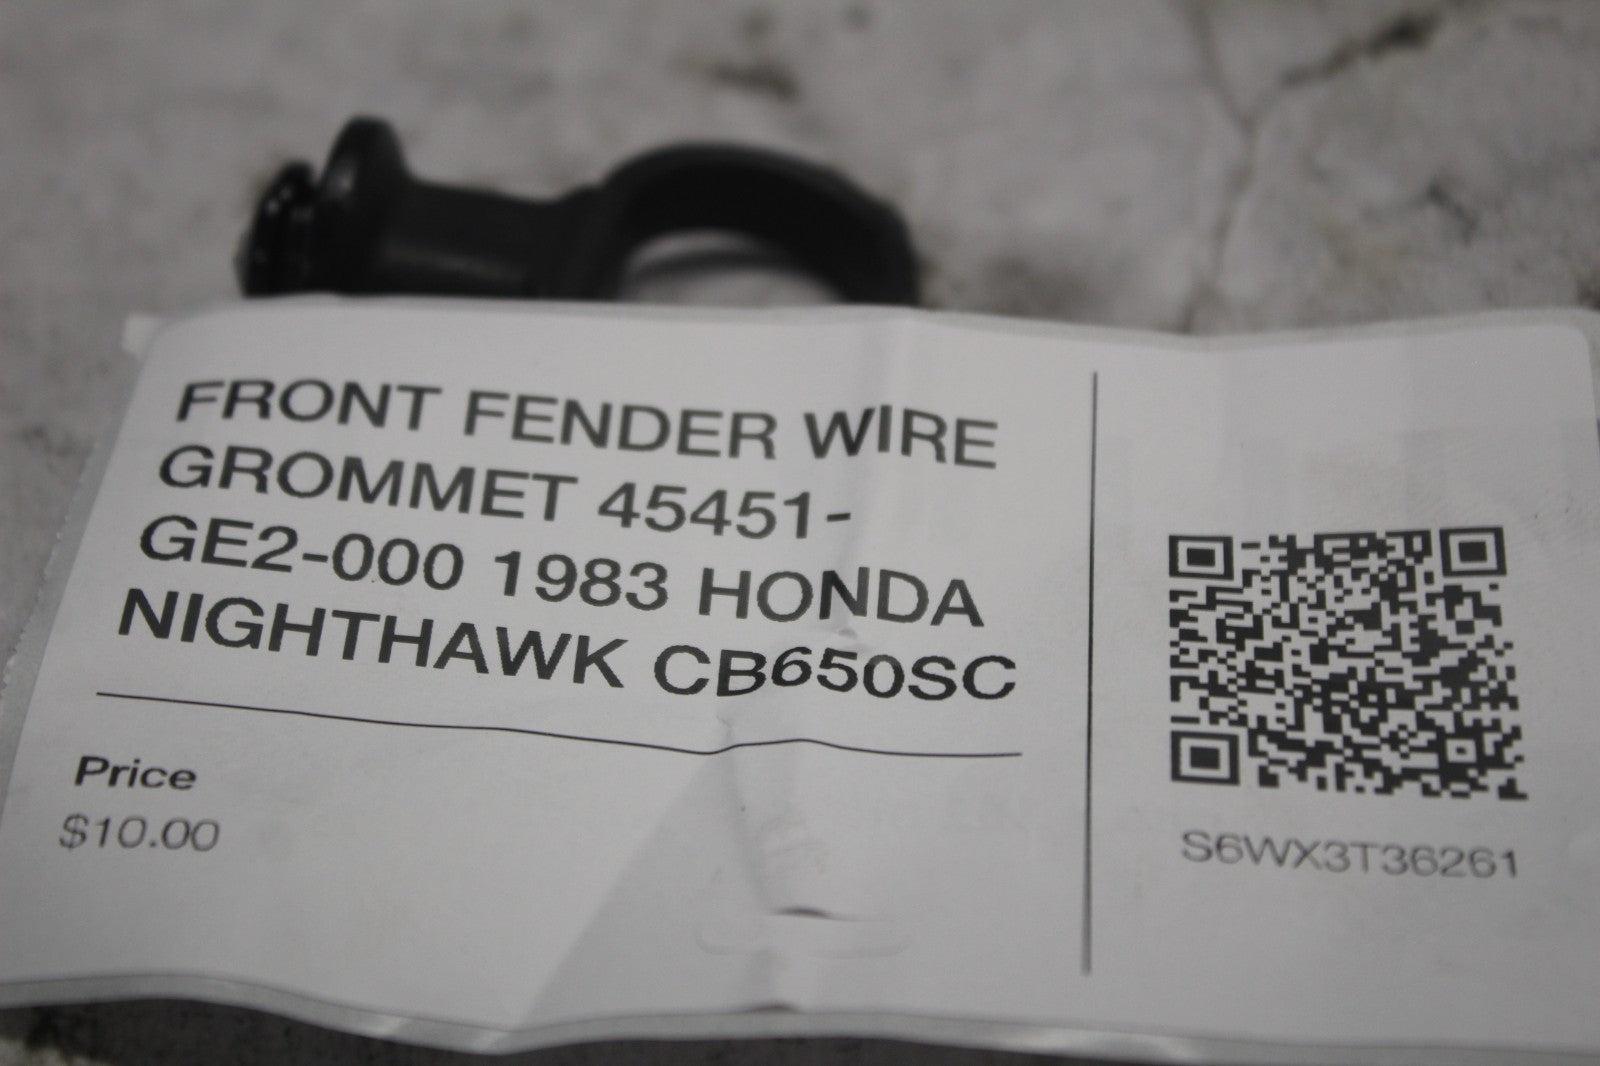 FRONT FENDER WIRE
GROMMET 45451-
GE2-000 1983 HONDA
NIGHTHAWK CB650SC
Price
$10.00
S6WX3T36261